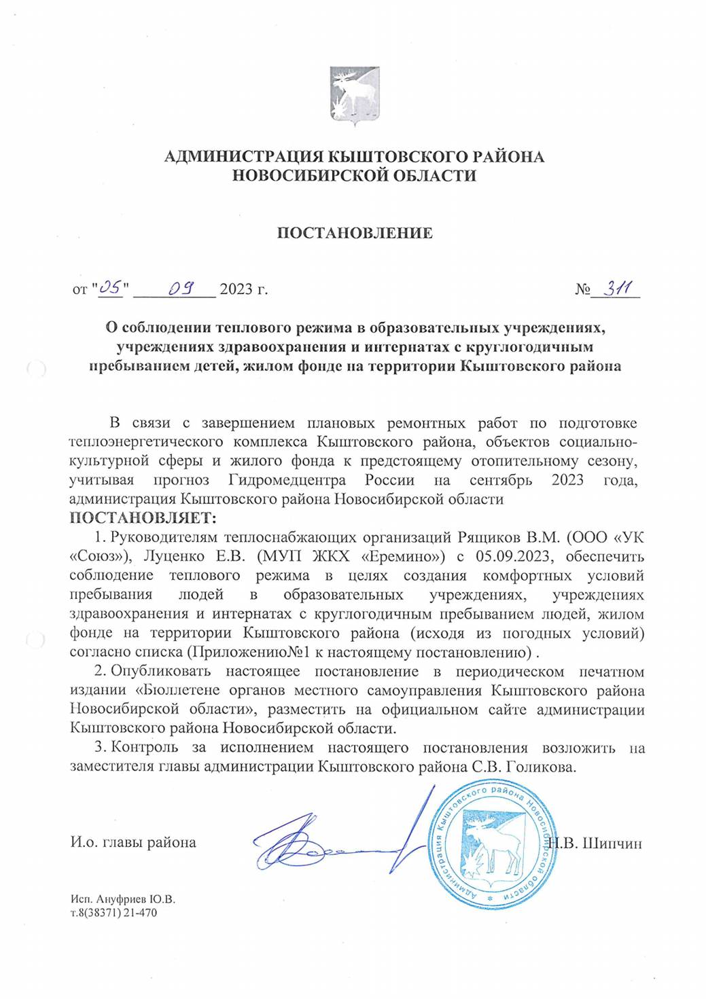 АДМИНИСТРАЦИЯ КЫШТОВСКОГО РАЙОНА
НОВОСИБИРСКОЙ ОБЛАСТИ
ПОСТАНОВЛЕНИЕ
от "05" 09 2023 г. № 311
О соблюдении теплового режима в образовательных учреждениях,
учреждениях здравоохранения и интернатах с круглогодичным
пребыванием детей, жилом фонде на территории Кыштовского района
В связи с завершением плановых ремонтных работ по подготовке
теплоэнергетического комплекса Кыштовского района, объектов социально-
культурной сферы и жилого фонда к предстоящему отопительному сезону,
учитывая прогноз Гидромедцентра России на сентябрь 2023 года,
администрация Кыштовского района Новосибирской области
ПОСТАНОВЛЯЕТ:
1. Руководителям теплоснабжающих организаций Рящиков В.М. (ООО «УК
«Союз»), Луценко Е.В. (МУП ЖКХ «Еремино») с 05.09.2023, обеспечить
соблюдение теплового режима в целях создания комфортных условий
пребывания людей в образовательных учреждениях, учреждениях
здравоохранения и интернатах с круглогодичным пребыванием людей, жилом
фонде на территории Кыштовского района (исходя из погодных условий)
согласно списка (Приложению№1 к настоящему постановлению) .
2. Опубликовать настоящее постановление в периодическом печатном
издании «Бюллетене органов местного самоуправления Кыштовского района
Новосибирской области», разместить на официальном сайте администрации
Кыштовского района Новосибирской области.
3. Контроль за исполнением настоящего постановления возложить на
заместителя главы администрации Кыштовского района С.В. Голикова.
И.о. главы района Н.В. Шипчин
Администрация Кыштовского района Новосибирской области *
Исп. Ануфриев Ю.В.
т.8(38371) 21-470